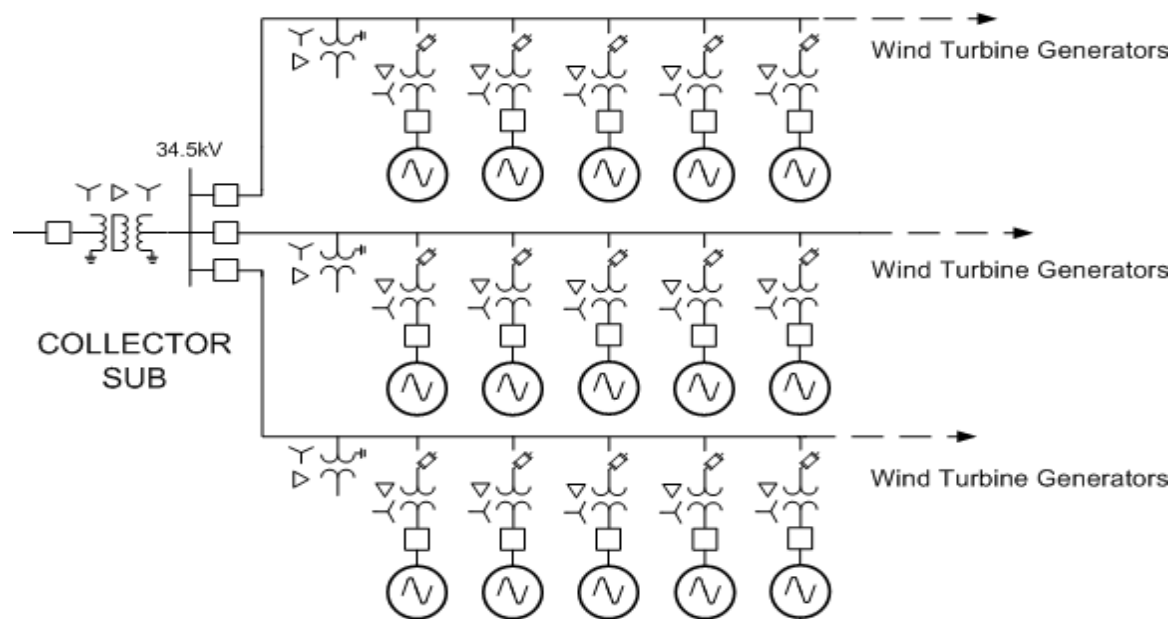 Wind Turbine Generators
34.5kV
Wind Turbine Generators
COLLECTOR
SUB
Wind Turbine Generators